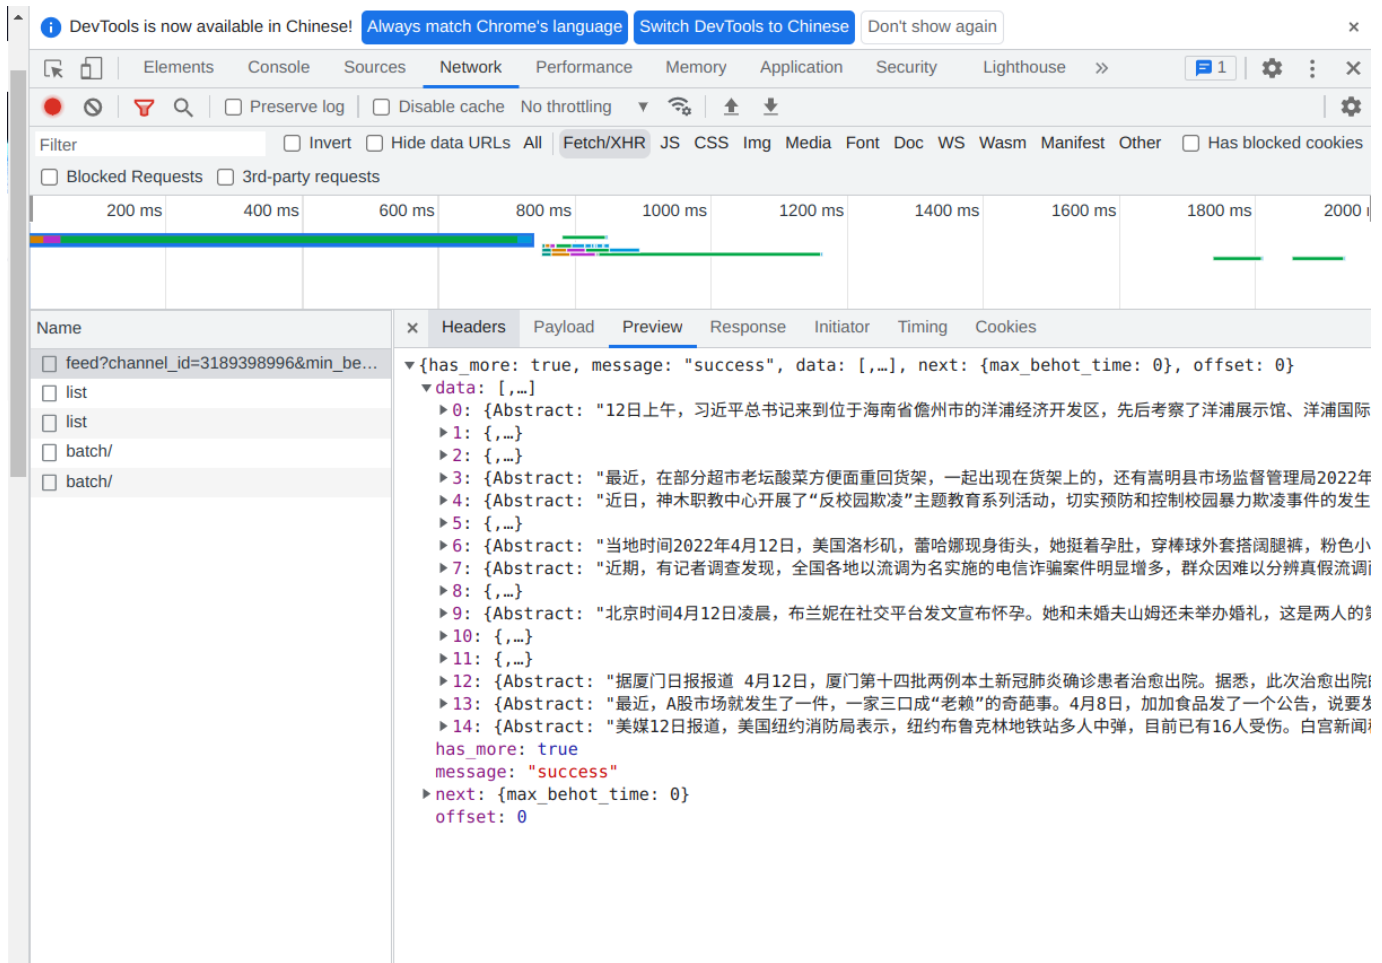 DevTools is now available in Chinese! Always match Chrome's language Switch DevTools to Chinese Don't show again
Elements Console Sources Network Performance Memory Application Security Lighthouse 1
Preserve log Disable cache No throttling
Filter Invert Hide data URLs All Fetch/XHR JS CSS Img Media Font Doc WS Wasm Manifest Other Has blocked cookies
Blocked Requests 3rd-party requests
200 ms 400 ms 600 ms 800 ms 1000 ms 1200 ms 1400 ms 1600 ms 1800 ms 2000
Name Headers Payload Preview Response Initiator Timing Cookies
feed?channel_id=3189398996&min_be…
list
list
batch/
batch/
{has_more: true, message: "success", data: [,…], next: {max_behot_time: 0}, offset: 0}
data: [,…]
0: {Abstract: "12日上午，习近平总书记来到位于海南省儋州市的洋浦经济开发区，先后考察了洋浦展示馆、洋浦国际
1: {,…}
2: {,…}
3: {Abstract: "最近，在部分超市老坛酸菜方便面重回货架，一起出现在货架上的，还有嵩明县市场监督管理局2022年
4: {Abstract: "近日，神木职教中心开展了“反校园欺凌”主题教育系列活动，切实预防和控制校园暴力欺凌事件的发生
5: {,…}
6: {Abstract: "当地时间2022年4月12日，美国洛杉矶，蕾哈娜现身街头，她挺着孕肚，穿棒球外套搭阔腿裤，粉色小
7: {Abstract: "近期，有记者调查发现，全国各地以流调为名实施的电信诈骗案件明显增多，群众因难以分辨真假流调
8: {,…}
9: {Abstract: "北京时间4月12日凌晨，布兰妮在社交平台发文宣布怀孕。她和未婚夫山姆还未举办婚礼，这是两人的
10: {,…}
11: {,…}
12: {Abstract: "据厦门日报报道 4月12日，厦门第十四批两例本土新冠肺炎确诊患者治愈出院。据悉，此次治愈出院
13: {Abstract: "最近，A股市场就发生了一件，一家三口成“老赖”的奇葩事。4月8日，加加食品发了一个公告，说要发
14: {Abstract: "美媒12日报道，美国纽约消防局表示，纽约布鲁克林地铁站多人中弹，目前已有16人受伤。白宫新闻
has_more: true
message: "success"
next: {max_behot_time: 0}
offset: 0